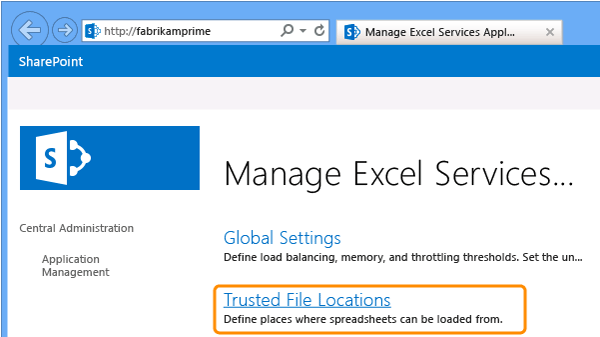 http://fabrikamprime
Manage Excel Services Appl...
SharePoint
S
Manage Excel Services...
Central Administration
Application
Management
Global Settings
Define load balancing, memory, and throttling thresholds. Set the un...
Trusted File Locations
Define places where spreadsheets can be loaded from.